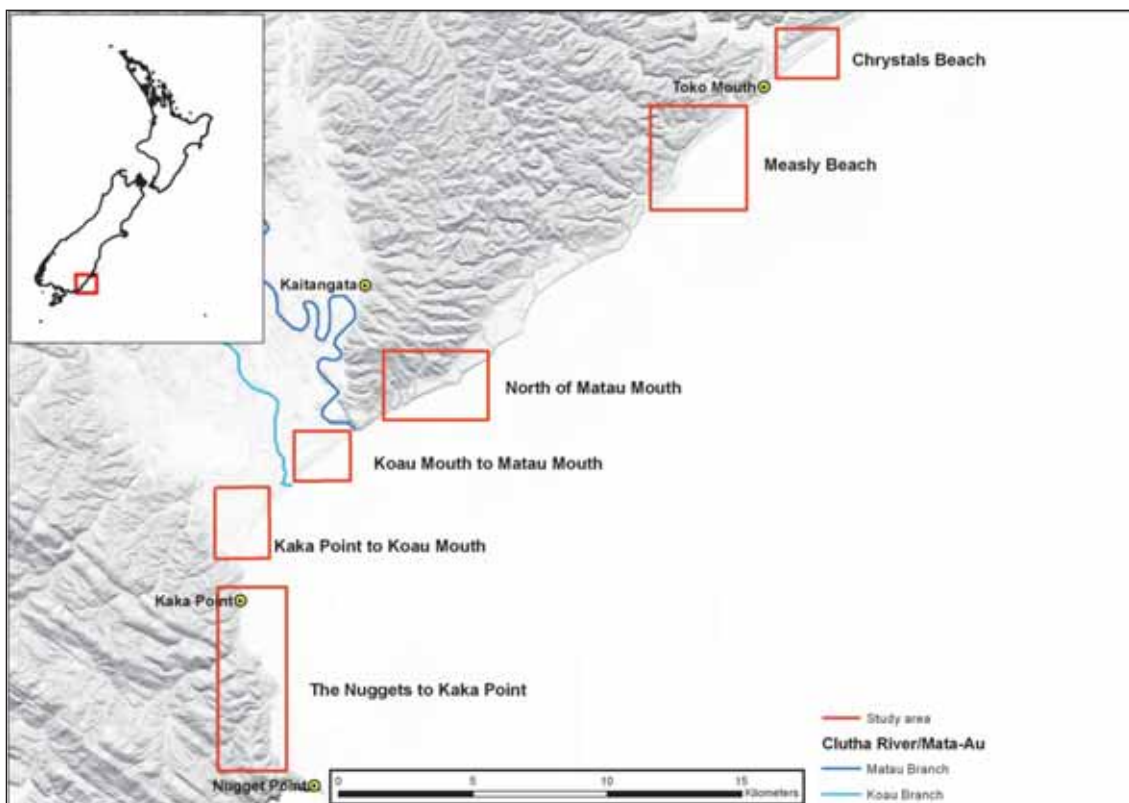 Chrystals Beach
Toko Mouth
Measly Beach
Kaitangata
North of Matau Mouth
Koau Mouth to Matau Mouth
Kaka Point to Koau Mouth
Kaka Point
The Nuggets to Kaka Point
Nugget Point
0 5 10 15
Kilometers
Study area
Clutha River/Mata-Au
Matau Branch
Koau Branch